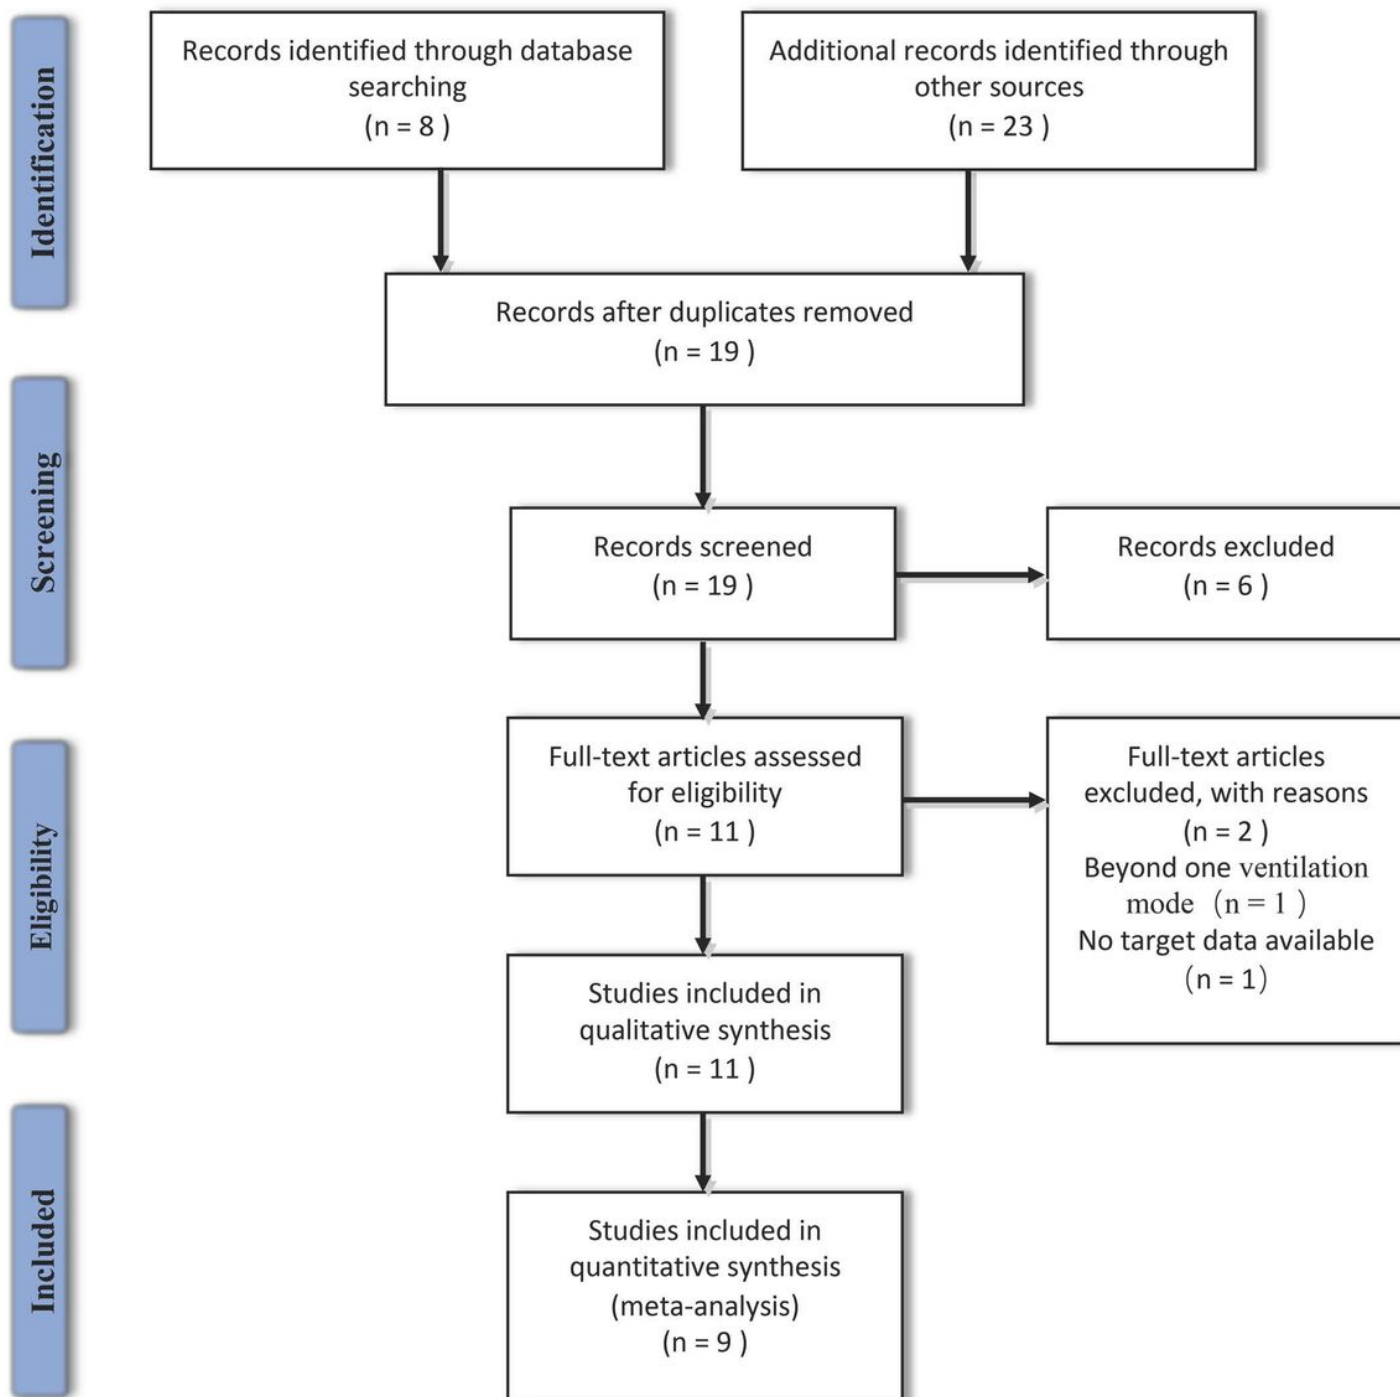 Identification
Records identified through database
searching
(n = 8 )
Additional records identified through
other sources
(n = 23 )
Records after duplicates removed
(n = 19 )
Screening
Records screened
(n = 19 )
Records excluded
(n = 6 )
Eligibility
Full-text articles assessed
for eligibility
(n = 11 )
Full-text articles
excluded, with reasons
(n = 2 )
Beyond one ventilation
mode (n = 1 )
No target data available
(n = 1)
Studies included in
qualitative synthesis
(n = 11 )
Included
Studies included in
quantitative synthesis
(meta-analysis)
(n = 9 )